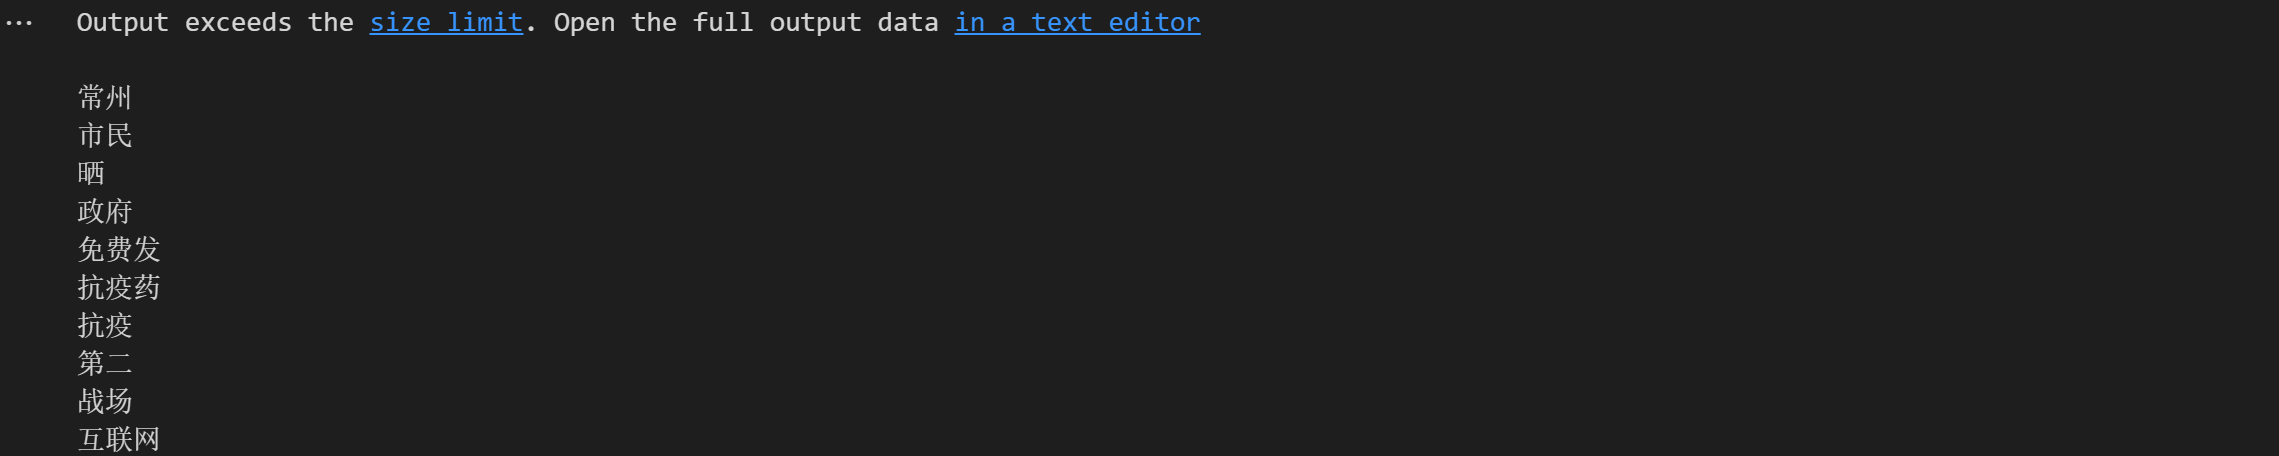 ... Output exceeds the size limit. Open the full output data in a text editor
常州
市民
晒
政府
免费发
抗疫药
抗疫
第二
战场
互联网